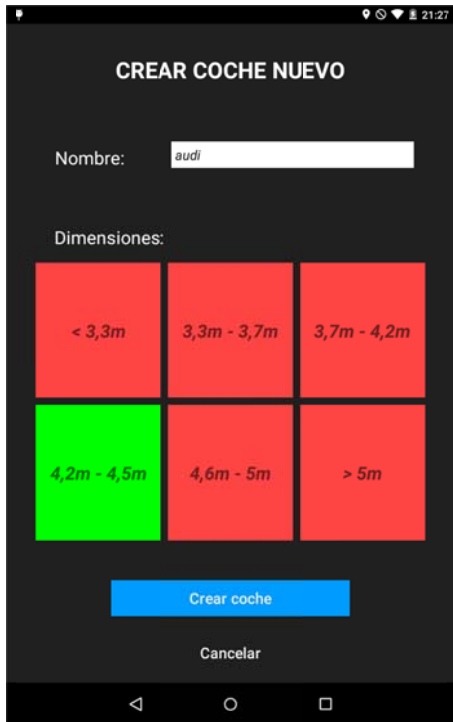 21:27
CREAR COCHE NUEVO
Nombre: audi
Dimensiones:
< 3,3m 3,3m - 3,7m 3,7m - 4,2m
4,2m - 4,5m 4,6m - 5m > 5m
Crear coche
Cancelar